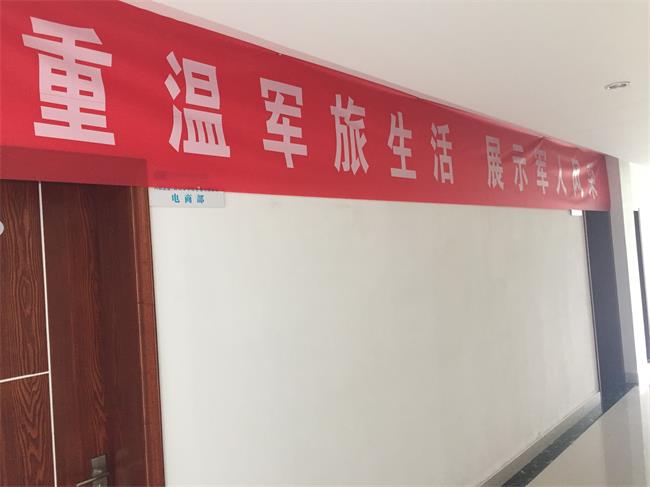 重温军旅生活 展示军人风采
电商部